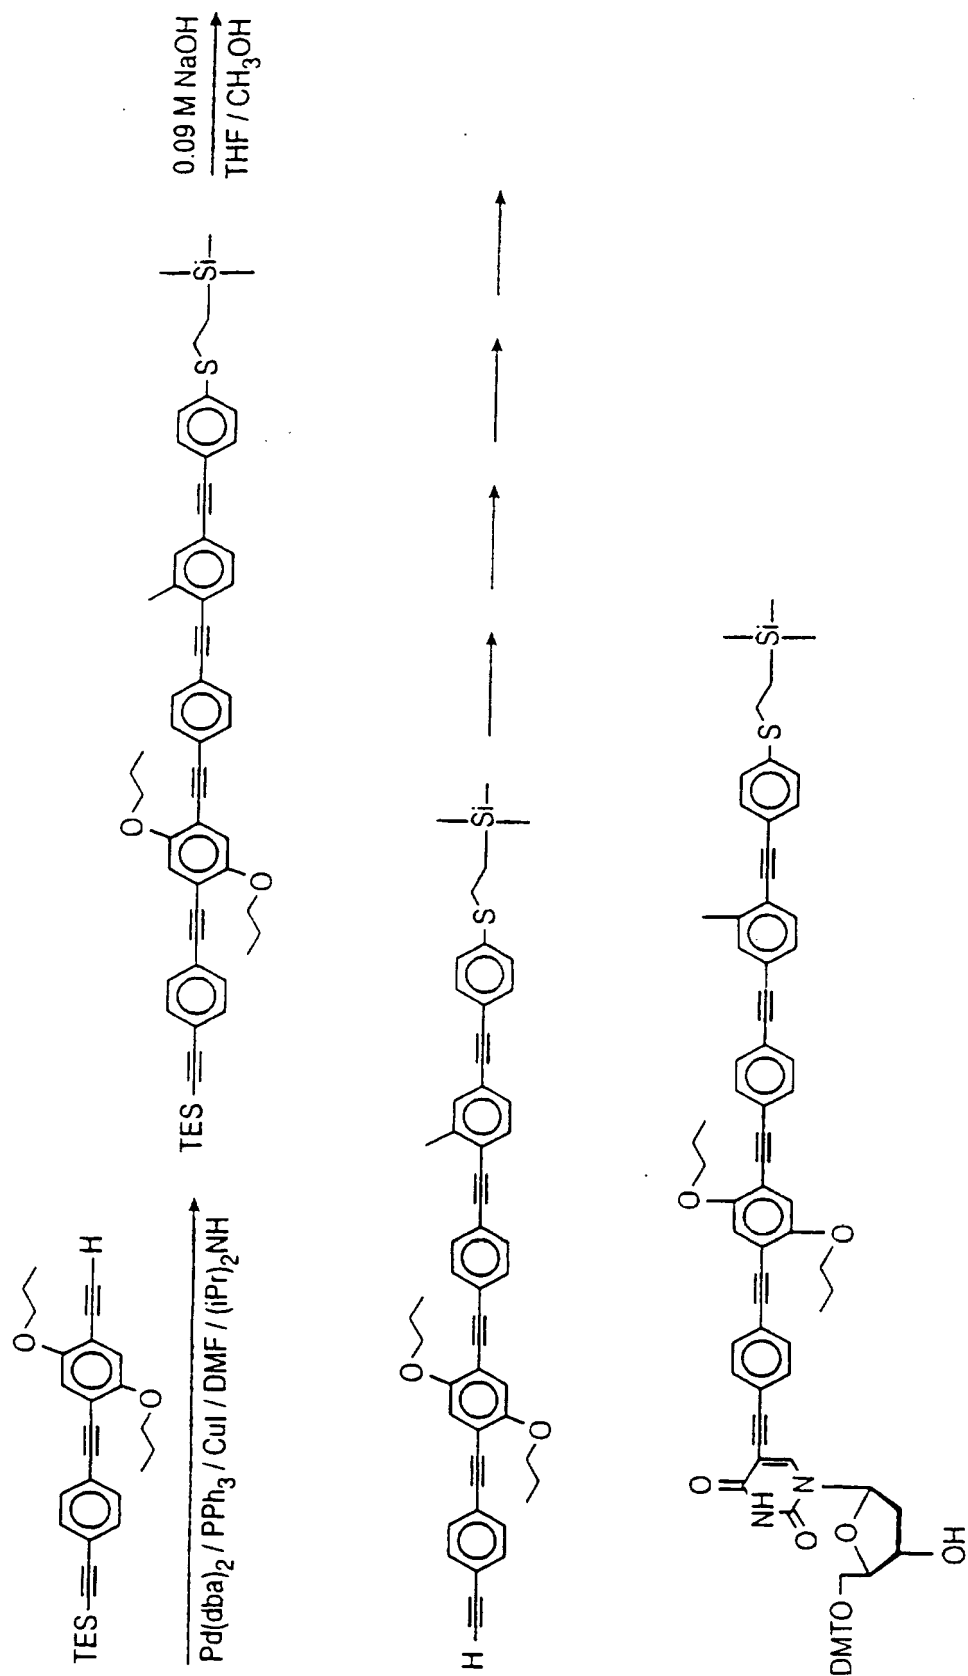 TES
O
H
O
Pd(dba)2 / PPh3 / CuI / DMF / (iPr)2NH
TES
O
O
S
Si
0.09 M NaOH
THF / CH3OH
H
O
O
S
Si
DMTO
O
OH
O
NH
O
N
O
O
S
Si